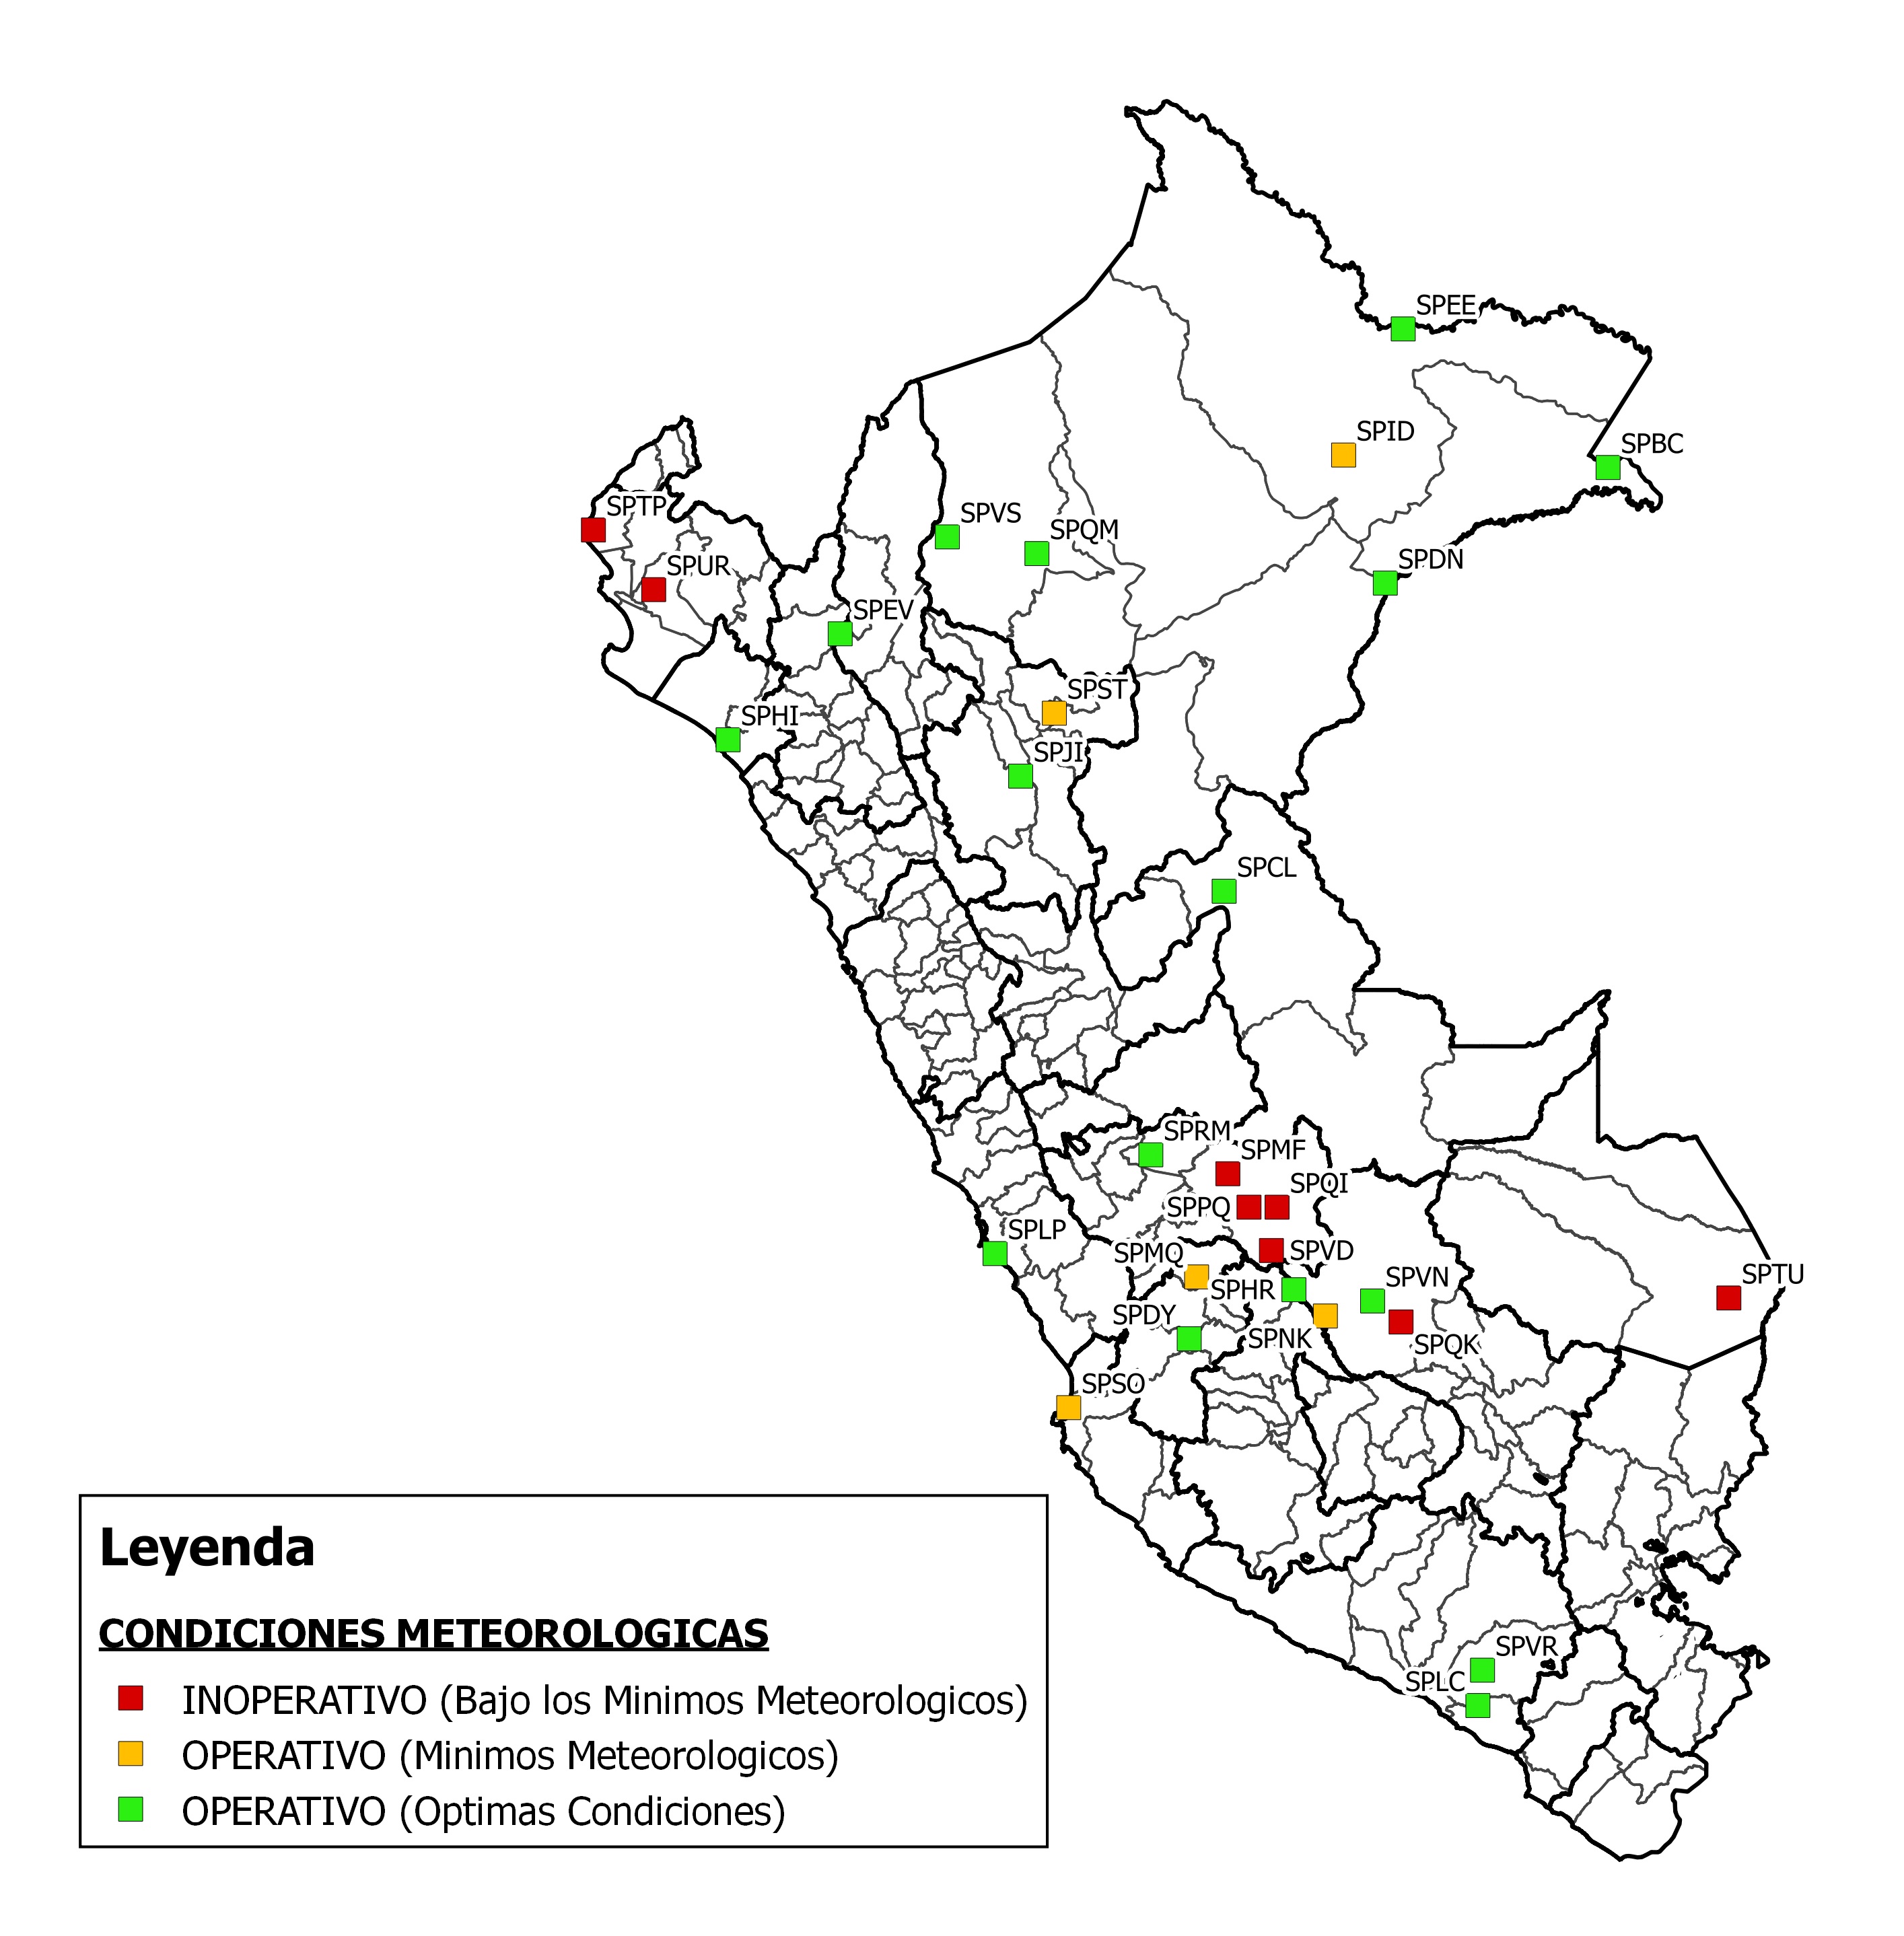 SPEE
SPID
SPBC
SPTP
SPVS
SPQM
SPUR
SPDN
SPEV
SPST
SPHI
SPJI
SPCL
SPRM
SPMF
SPQI
SPPQ
SPLP
SPMQ
SPVD
SPHR
SPVN
SPTU
SPDY
SPNK
SPQK
SPSO
SPVR
SPLC
Leyenda
CONDICIONES METEOROLOGICAS
INOPERATIVO (Bajo los Minimos Meteorologicos)
OPERATIVO (Minimos Meteorologicos)
OPERATIVO (Optimas Condiciones)